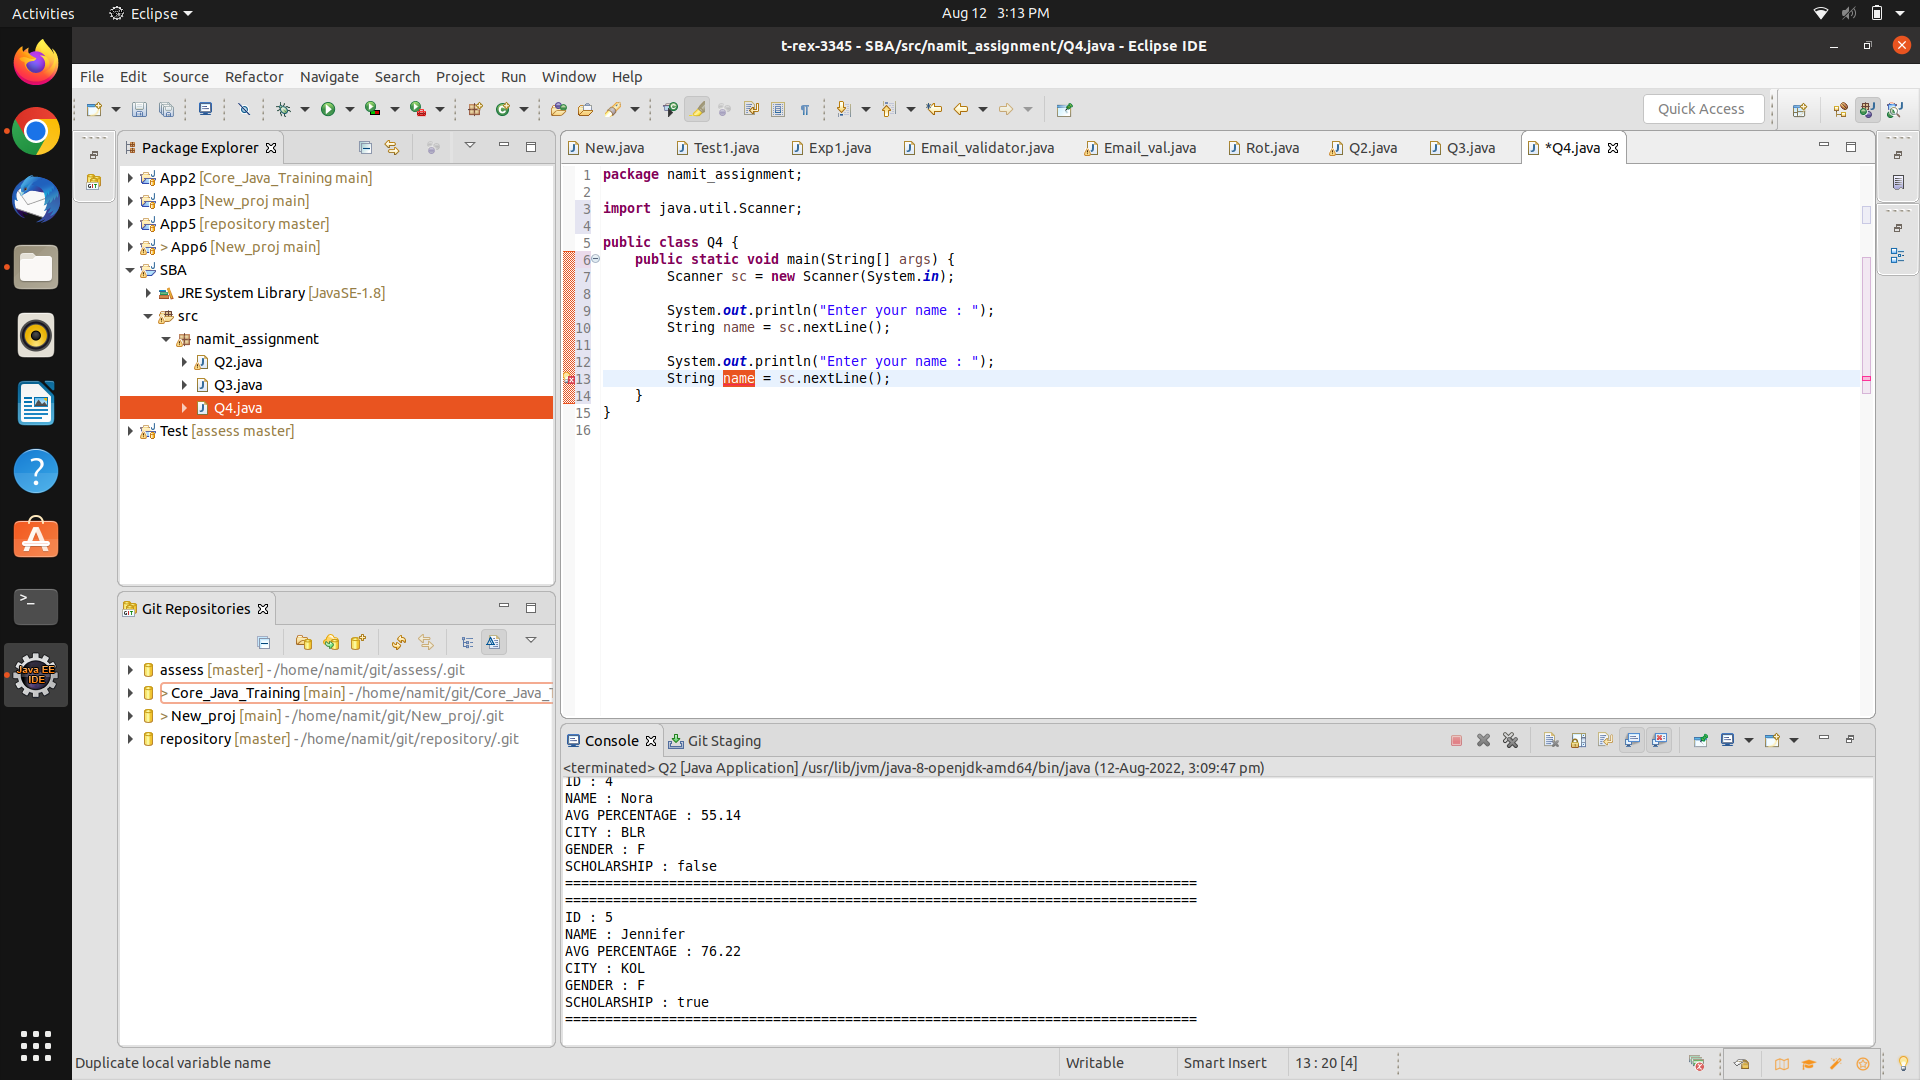 Activities Eclipse Aug 12 3:13 PM
t-rex-3345 - SBA/src/namit_assignment/Q4.java - Eclipse IDE
File Edit Source Refactor Navigate Search Project Run Window Help
Quick Access
Package Explorer
App2 [Core_Java_Training main]
App3 [New_proj main]
App5 [repository master]
> App6 [New_proj main]
SBA
JRE System Library [JavaSE-1.8]
src
namit_assignment
Q2.java
Q3.java
Q4.java
Test [assess master]
Git Repositories
assess [master] - /home/namit/git/assess/.git
> Core_Java_Training [main] - /home/namit/git/Core_Java_T
> New_proj [main] - /home/namit/git/New_proj/.git
repository [master] - /home/namit/git/repository/.git
New.java Test1.java Exp1.java Email_validator.java Email_val.java Rot.java Q2.java Q3.java *Q4.java
1 package namit_assignment;
2
3 import java.util.Scanner;
4
5 public class Q4 {
6 public static void main(String[] args) {
7 Scanner sc = new Scanner(System.in);
8
9 System.out.println("Enter your name : ");
10 String name = sc.nextLine();
11
12 System.out.println("Enter your name : ");
13 String name = sc.nextLine();
14 }
15 }
16
Console Git Staging
<terminated> Q2 [Java Application] /usr/lib/jvm/java-8-openjdk-amd64/bin/java (12-Aug-2022, 3:09:47 pm)
ID : 4
NAME : Nora
AVG PERCENTAGE : 55.14
CITY : BLR
GENDER : F
SCHOLARSHIP : false
===============================================================================
===============================================================================
ID : 5
NAME : Jennifer
AVG PERCENTAGE : 76.22
CITY : KOL
GENDER : F
SCHOLARSHIP : true
===============================================================================
Java EE
IDE
Duplicate local variable name Writable Smart Insert 13 : 20 [4]